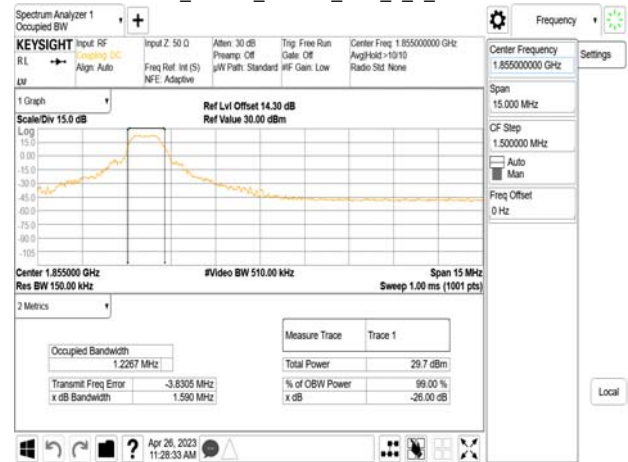 Spectrum Analyzer 1
Occupied BW
Frequency
KEYSIGHT
Input: RF
Coupling: DC
Align: Auto
Input Z: 50 Ω
Freq Ref: Int (S)
NFE: Adaptive
Atten: 30 dB
Preamp: Off
µW Path: Standard
Trig: Free Run
Gate: Off
#IF Gain: Low
Center Freq: 1.855000000 GHz
Avg|Hold:>10/10
Radio Std: None
RL
Center Frequency
1.855000000 GHz
Settings
Span
15.000 MHz
CF Step
1.500000 MHz
Auto
Man
Freq Offset
0 Hz
1 Graph
Scale/Div 15.0 dB
Ref Lvl Offset 14.30 dB
Ref Value 30.00 dBm
Log
15.0
0.00
-15.0
-30.0
-45.0
-60.0
-75.0
-90.0
-105
Center 1.855000 GHz
Res BW 150.00 kHz
#Video BW 510.00 kHz
Span 15 MHz
Sweep 1.00 ms (1001 pts)
2 Metrics
Measure Trace
Trace 1
Occupied Bandwidth
1.2267 MHz
Total Power
29.7 dBm
Transmit Freq Error
-3.8305 MHz
% of OBW Power
99.00 %
x dB Bandwidth
1.590 MHz
x dB
-26.00 dB
Local
Apr 26, 2023
11:28:33 AM